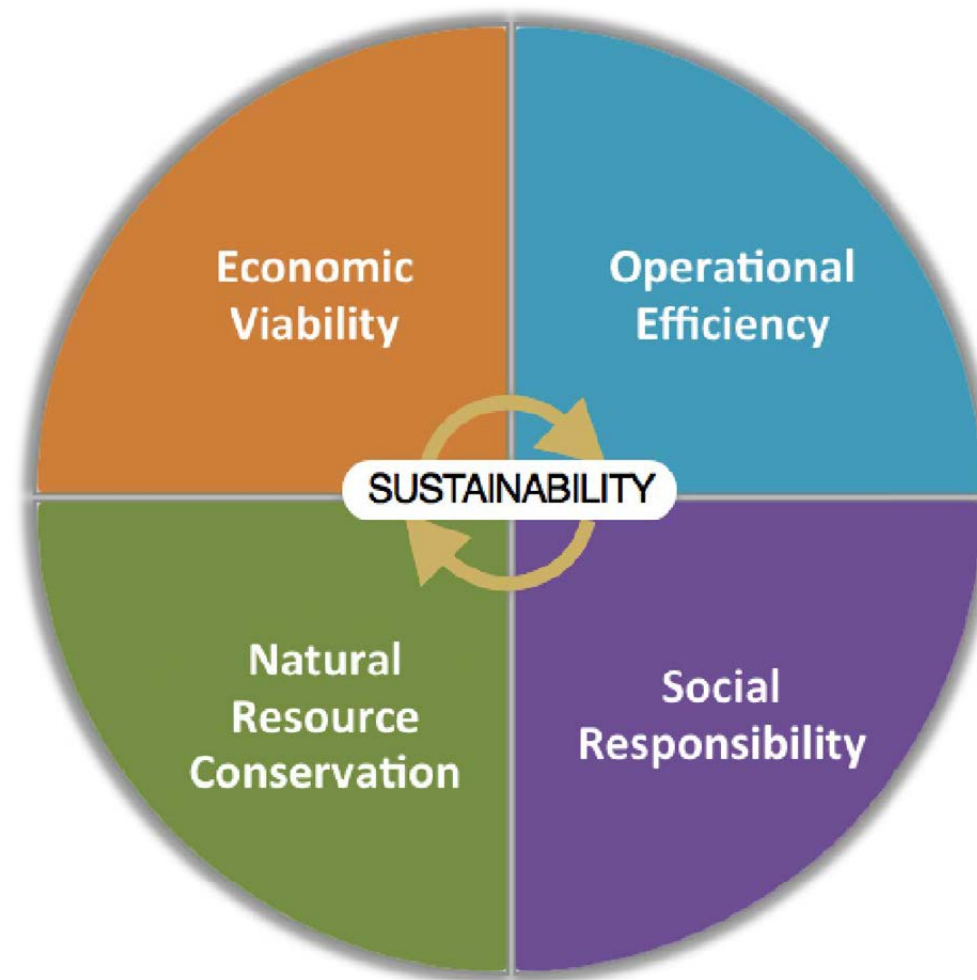 Economic
Viability
Operational
Efficiency
SUSTAINABILITY
Natural
Resource
Conservation
Social
Responsibility